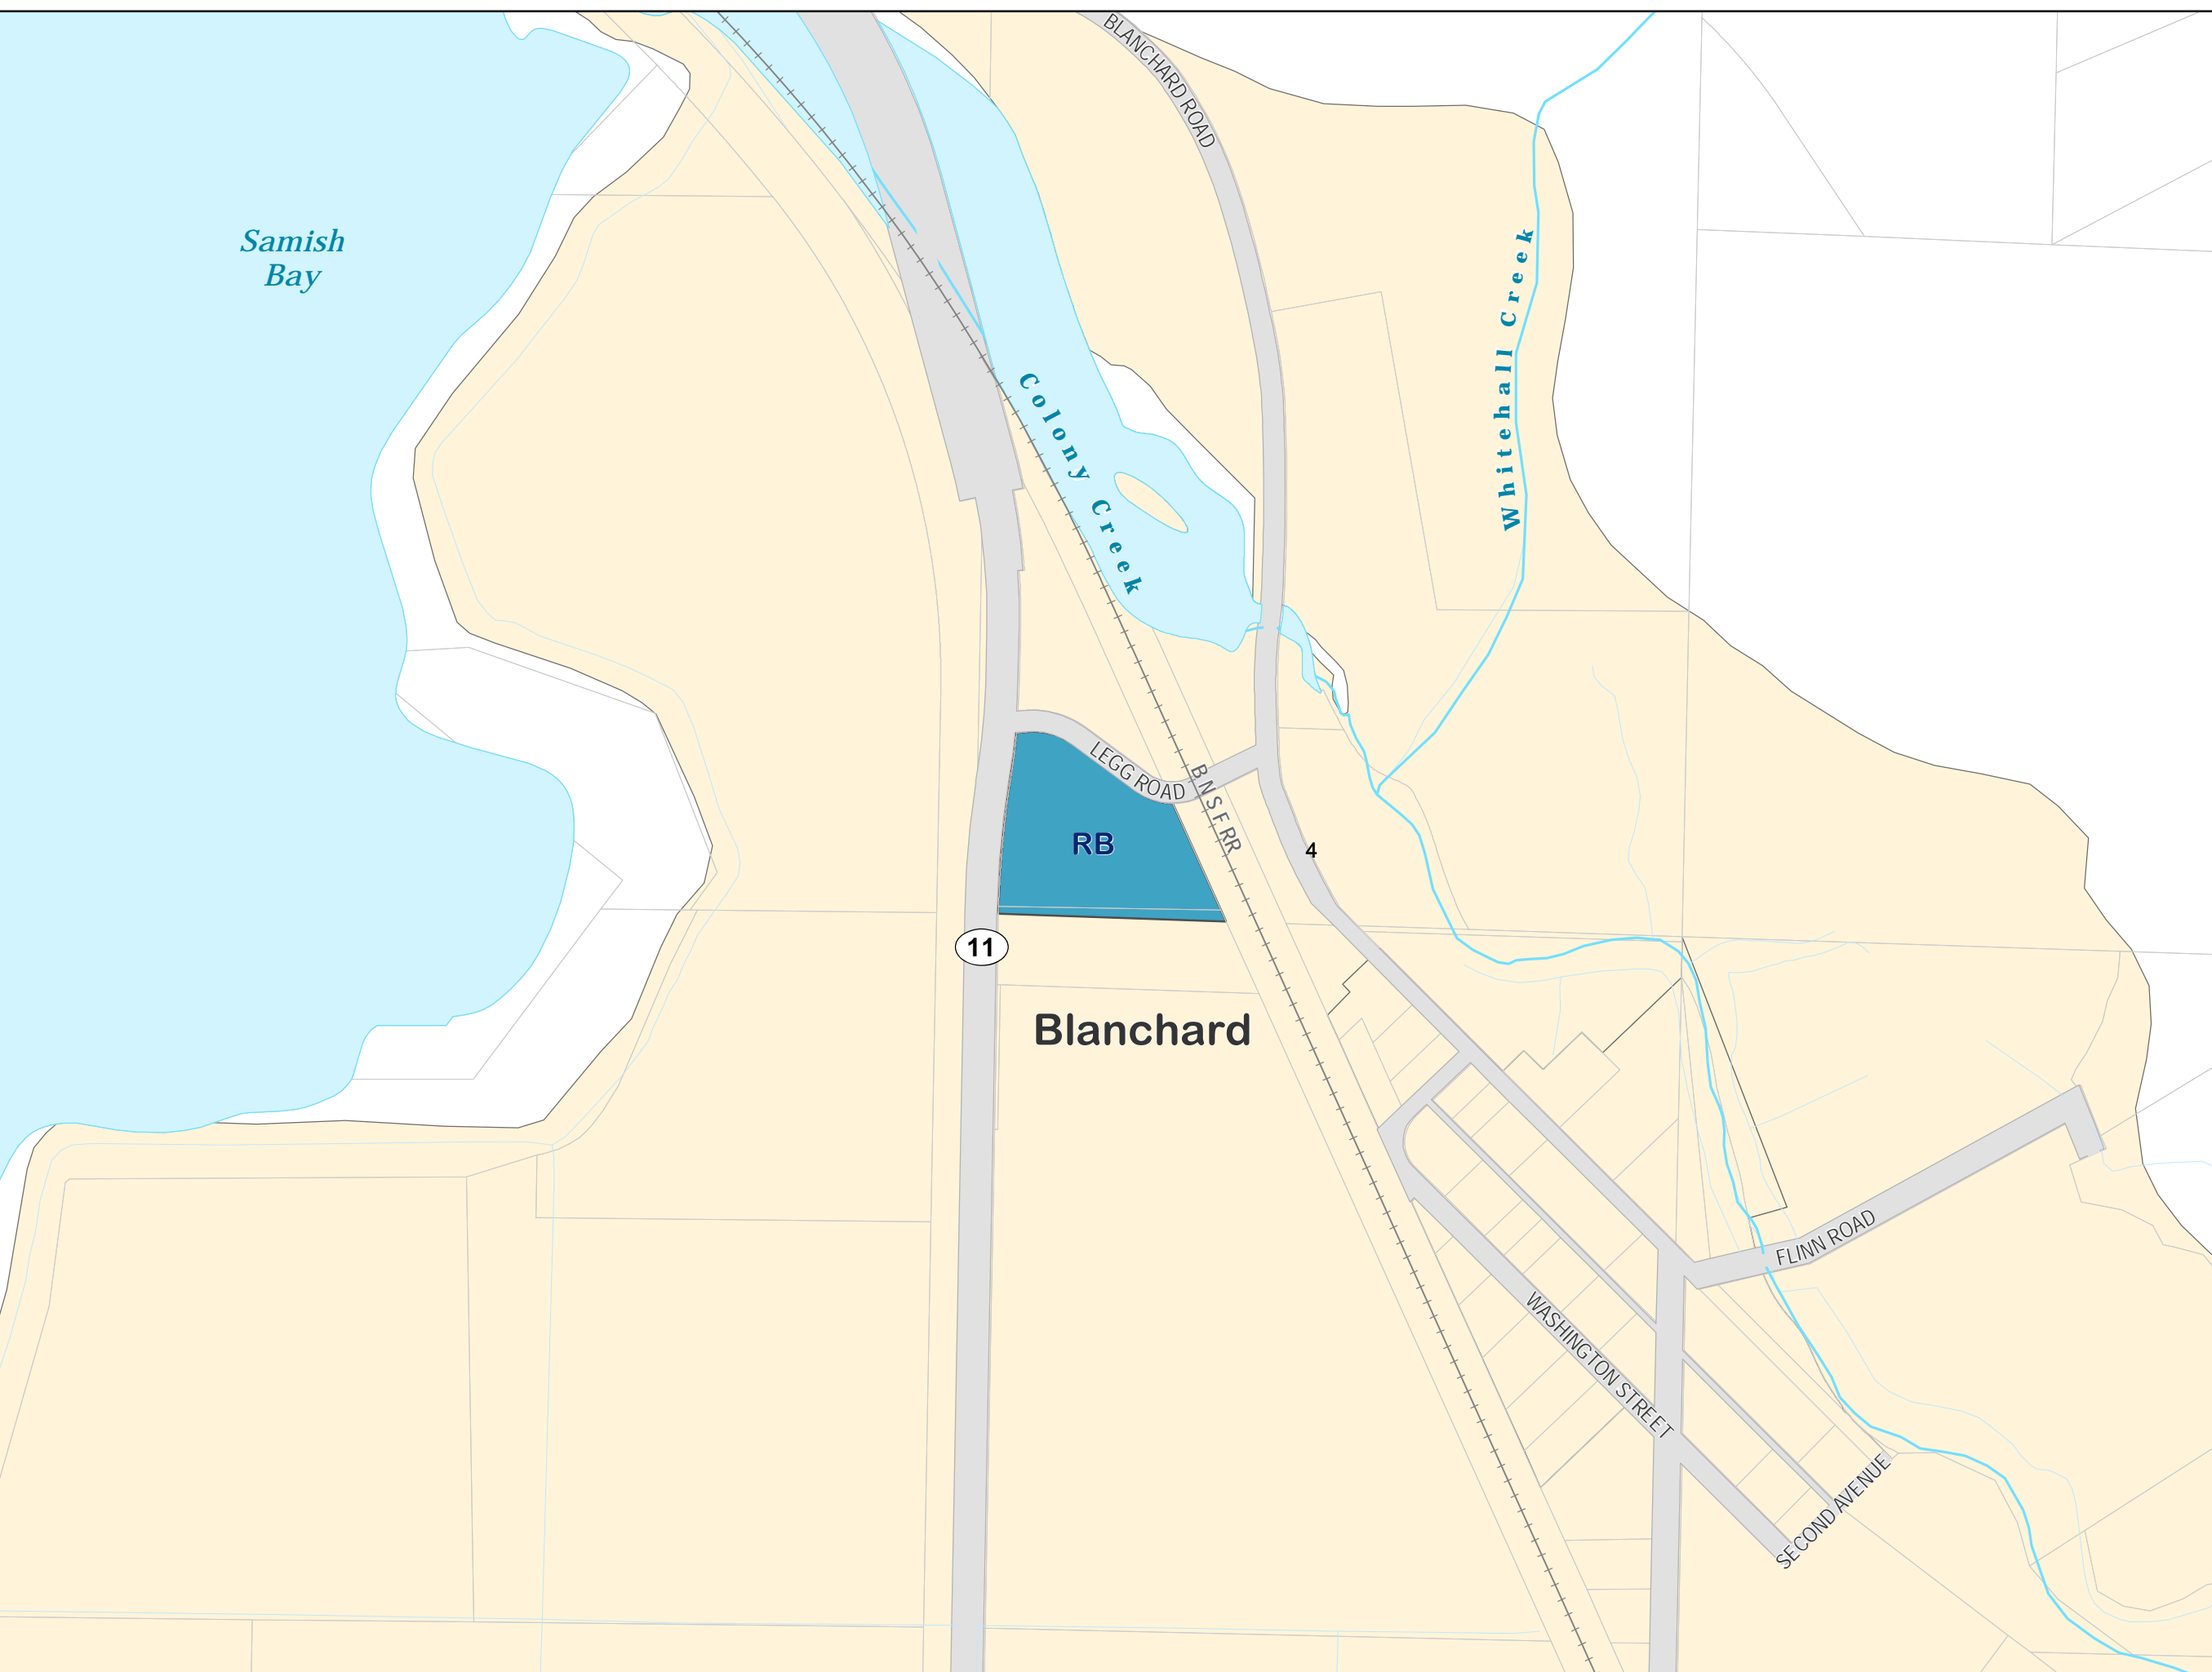 BLANCHARD ROAD
Samish
Bay
Whitehall Creek
Colony Creek
LEGG ROAD
BNSF RR
RB
4
11
Blanchard
FLINN ROAD
WASHINGTON STREET
SECOND AVENUE